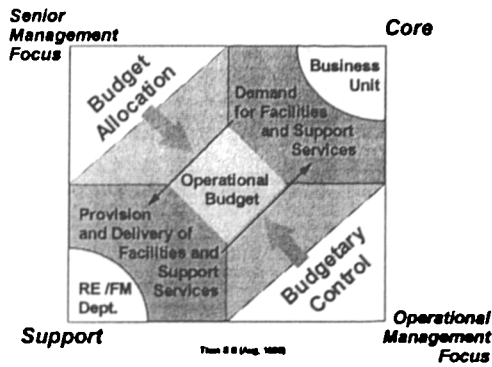 Senior
Management
Focus
Core
Budget
Allocation
Business
Unit
Demand
for Facilities
and Support
Services
Operational
Budget
Provision
and Delivery of
Facilities and
Support
Services
RE /FM
Dept.
Budgetary
Control
Support
Operational
Management
Focus